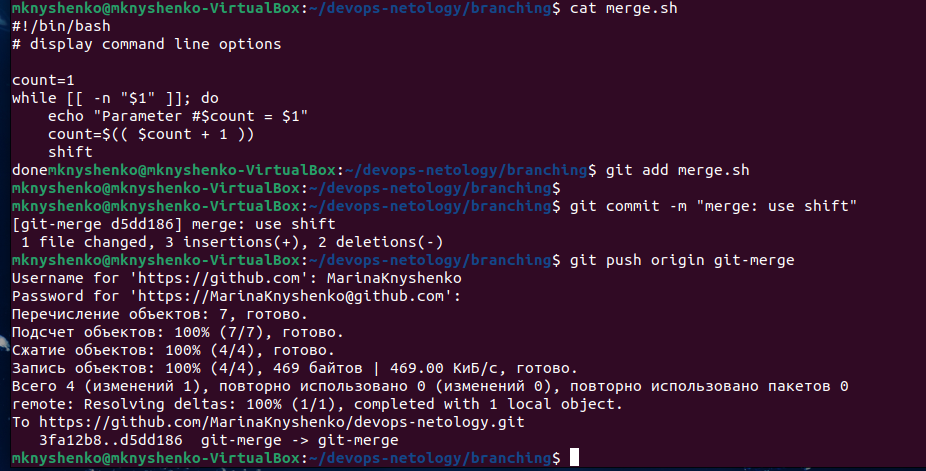 mknyshenko@mknyshenko-VirtualBox:~/devops-netology/branching$ cat merge.sh
#!/bin/bash
# display command line options

count=1
while [[ -n "$1" ]]; do
    echo "Parameter #$count = $1"
    count=$(( $count + 1 ))
    shift
donemknyshenko@mknyshenko-VirtualBox:~/devops-netology/branching$ git add merge.sh
mknyshenko@mknyshenko-VirtualBox:~/devops-netology/branching$
mknyshenko@mknyshenko-VirtualBox:~/devops-netology/branching$ git commit -m "merge: use shift"
[git-merge d5dd186] merge: use shift
 1 file changed, 3 insertions(+), 2 deletions(-)
mknyshenko@mknyshenko-VirtualBox:~/devops-netology/branching$ git push origin git-merge
Username for 'https://github.com': MarinaKnyshenko
Password for 'https://MarinaKnyshenko@github.com':
Перечисление объектов: 7, готово.
Подсчет объектов: 100% (7/7), готово.
Сжатие объектов: 100% (4/4), готово.
Запись объектов: 100% (4/4), 469 байтов | 469.00 КиБ/с, готово.
Всего 4 (изменений 1), повторно использовано 0 (изменений 0), повторно использовано пакетов 0
remote: Resolving deltas: 100% (1/1), completed with 1 local object.
To https://github.com/MarinaKnyshenko/devops-netology.git
   3fa12b8..d5dd186  git-merge -> git-merge
mknyshenko@mknyshenko-VirtualBox:~/devops-netology/branching$